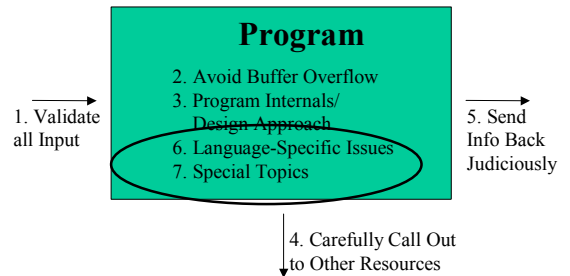 Program
2. Avoid Buffer Overflow
3. Program Internals/
Design Approach
6. Language-Specific Issues
7. Special Topics
1. Validate
all Input
5. Send
Info Back
Judiciously
4. Carefully Call Out
to Other Resources